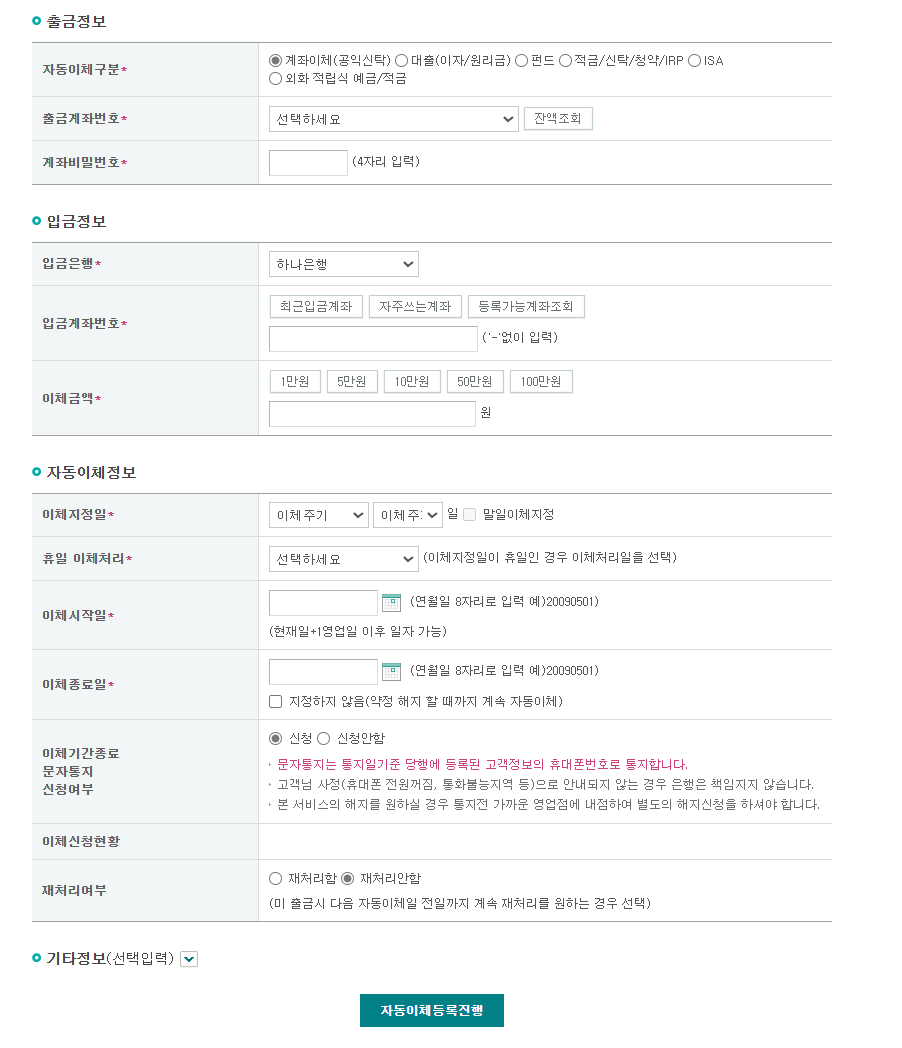 출금정보
자동이체구분*
계좌이체(공익신탁) 대출(이자/원리금) 펀드 적금/신탁/청약/IRP ISA
외화 적립식 예금/적금
출금계좌번호*
선택하세요 잔액조회
계좌비밀번호*
(4자리 입력)
입금정보
입금은행*
하나은행
입금계좌번호*
최근입금계좌 자주쓰는계좌 등록가능계좌조회
('-'없이 입력)
이체금액*
1만원 5만원 10만원 50만원 100만원
원
자동이체정보
이체지정일*
이체주기 이체주: 일 말일이체지정
휴일 이체처리*
선택하세요 (이체지정일이 휴일인 경우 이체처리일을 선택)
이체시작일*
(연월일 8자리로 입력 예)20090501)
(현재일+1영업일 이후 일자 가능)
이체종료일*
(연월일 8자리로 입력 예)20090501)
지정하지 않음(약정 해지 할 때까지 계속 자동이체)
이체기간종료
문자통지
신청여부
신청 신청안함
· 문자통지는 통지일기준 당행에 등록된 고객정보의 휴대폰번호로 통지합니다.
· 고객님 사정(휴대폰 전원꺼짐, 통화불능지역 등)으로 안내되지 않는 경우 은행은 책임지지 않습니다.
· 본 서비스의 해지를 원하실 경우 통지전 가까운 영업점에 내점하여 별도의 해지신청을 하셔야 합니다.
이체신청현황
재처리여부
재처리함 재처리안함
(미 출금시 다음 자동이체일 전일까지 계속 재처리를 원하는 경우 선택)
기타정보(선택입력)
자동이체등록진행